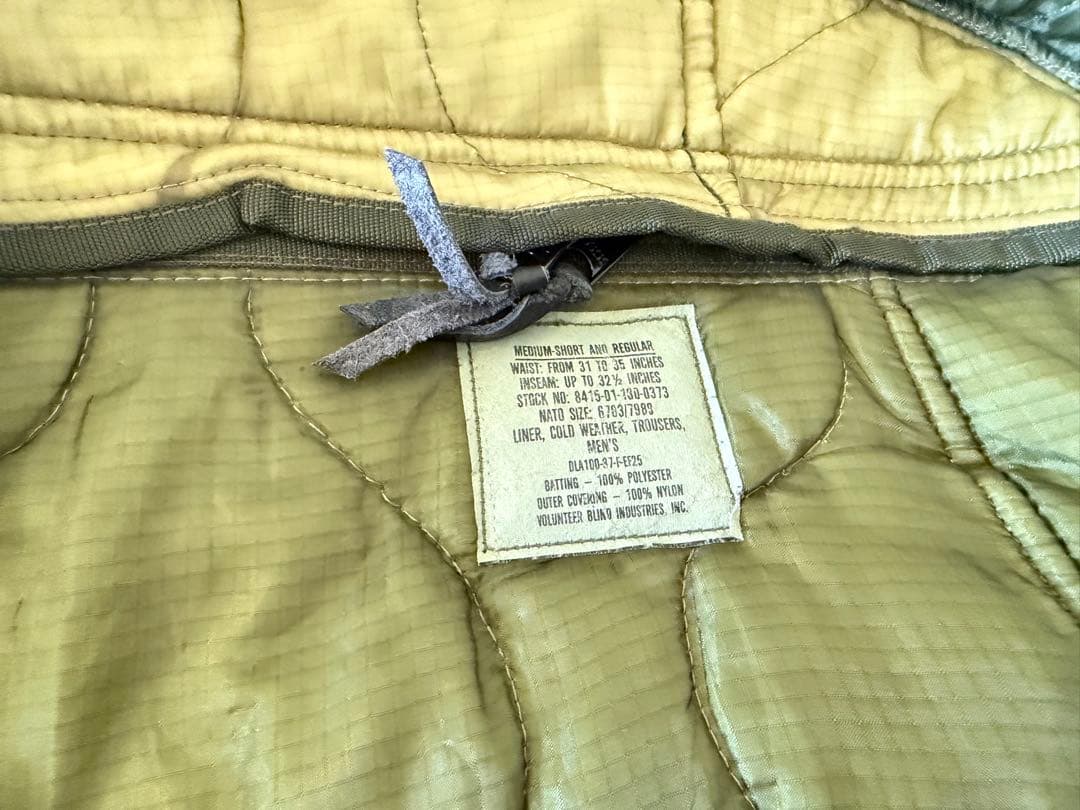 MEDIUM-SHORT AND REGULAR
WAIST: FROM 31 TO 35 INCHES
INSEAM: UP TO 32½ INCHES
STOCK NO: 8415-01-130-0373
NATO SIZE: 6783/7989
LINER, COLD WEATHER, TROUSERS,
MEN'S
DLA100-87-F-EF25
BATTING – 100% POLYESTER
OUTER COVERING – 100% NYLON
VOLUNTEER BLIND INDUSTRIES, INC.